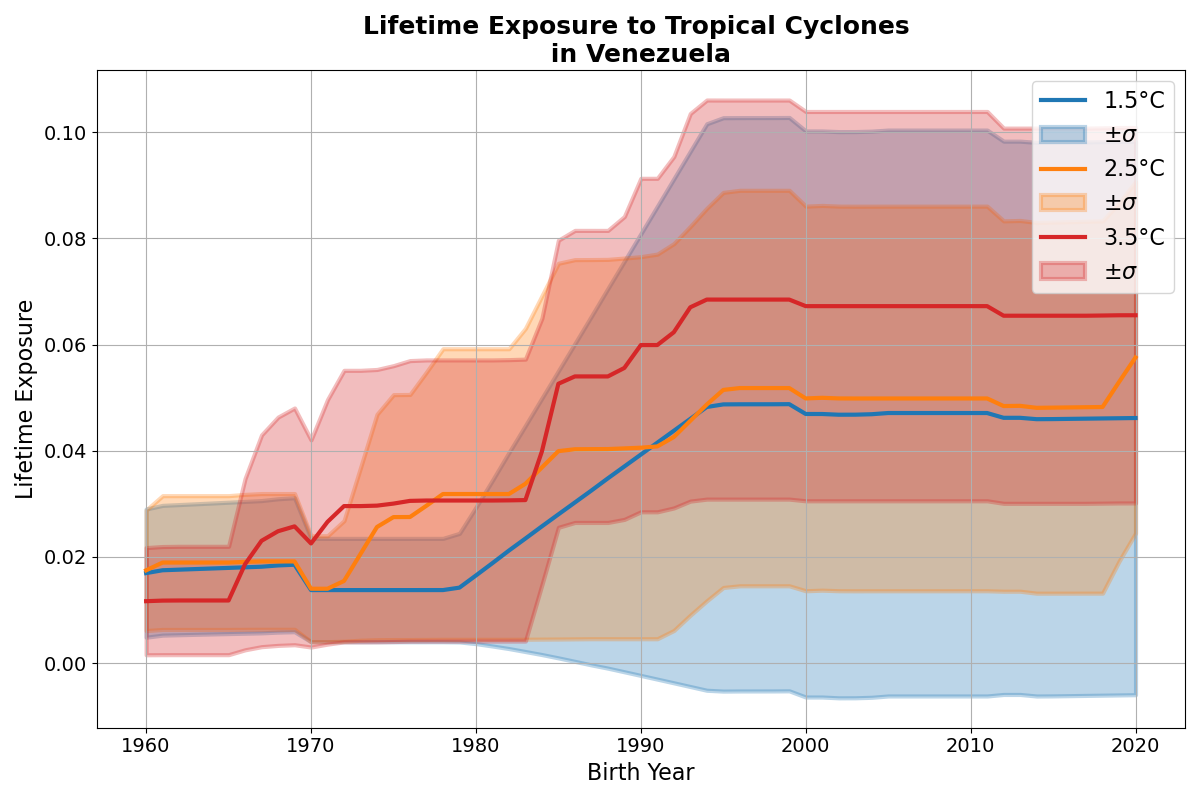 Lifetime Exposure to Tropical Cyclones
in Venezuela
Lifetime Exposure
0.10
0.08
0.06
0.04
0.02
0.00
1960
1970
1980
1990
2000
2010
2020
Birth Year
1.5°C
±σ
2.5°C
±σ
3.5°C
±σ